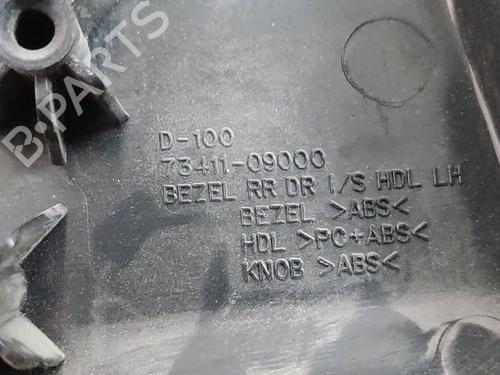 B-PARTS
D-100
73411-09000
BEZEL RR DR I/S HDL LH
BEZEL >ABS<
HDL >PC+ABS<
KNOB >ABS<